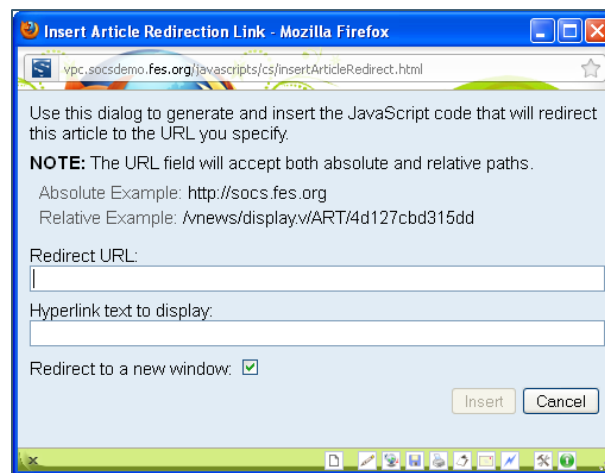 Insert Article Redirection Link - Mozilla Firefox
vpc.socsdemo.fes.org/javascripts/cs/insertArticleRedirect.html
Use this dialog to generate and insert the JavaScript code that will redirect
this article to the URL you specify.
NOTE: The URL field will accept both absolute and relative paths.
Absolute Example: http://socs.fes.org
Relative Example: /vnews/display.v/ART/4d127cbd315dd
Redirect URL:
Hyperlink text to display:
Redirect to a new window:
Insert Cancel